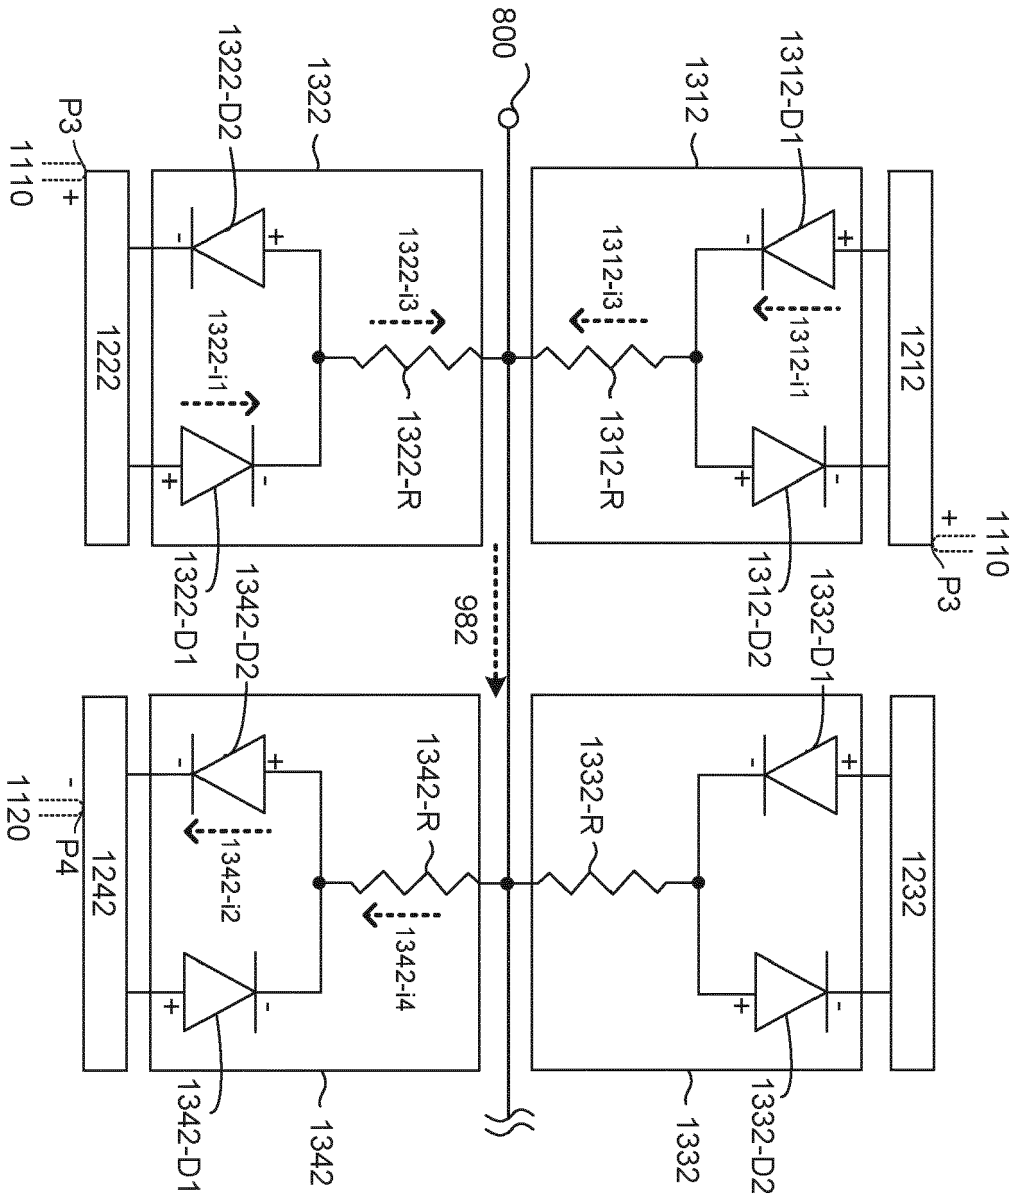 800
1322-D2
1322
1312
1312-D1
P3
1110
+
-
+
1322-i3
1312-i3
-
+
1222
1322-i1
1312-i1
1212
+
-
1322-R
1312-R
+
-
+
1110
P3
1322-D1
1342-D2
982
1312-D2
1332-D1
-
1120
P4
-
+
1342-R
1332-R
-
+
1242
1342-i2
1342-i4
1232
+
-
+
-
1342-D1
1342
1332
1332-D2